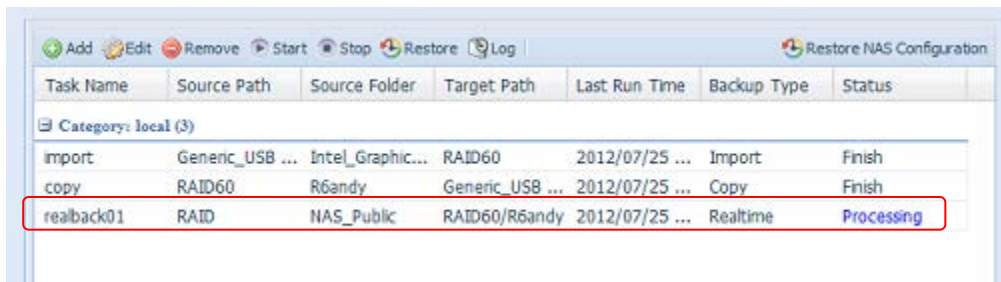 Add Edit Remove Start Stop Restore Log Restore NAS Configuration
Task Name Source Path Source Folder Target Path Last Run Time Backup Type Status
Category: local (3)
import Generic_USB ... Intel_Graphic... RAID60 2012/07/25 ... Import Finish
copy RAID60 R6andy Generic_USB ... 2012/07/25 ... Copy Finish
realback01 RAID NAS_Public RAID60/R6andy 2012/07/25 ... Realtime Processing